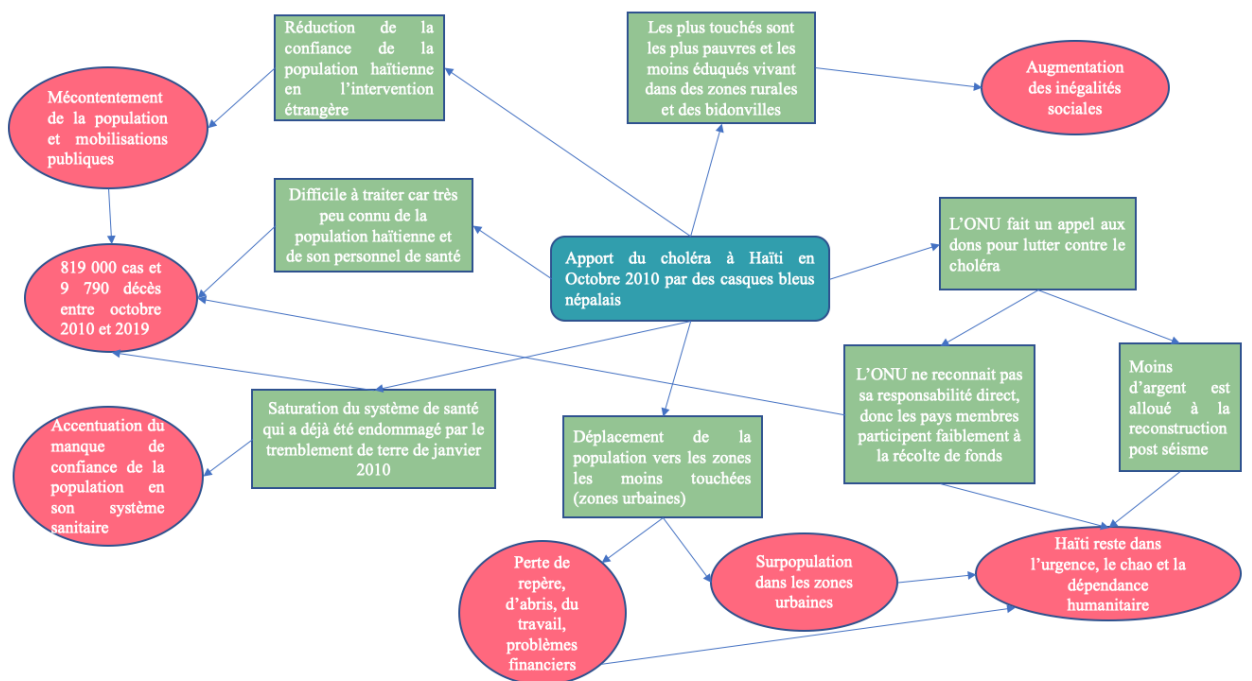 Réduction de la
confiance de la
population haïtienne
en l'intervention
étrangère
Les plus touchés sont
les plus pauvres et les
moins éduqués vivant
dans des zones rurales
et des bidonvilles
Augmentation
des inégalités
sociales
Mécontentement
de la population
et mobilisations
publiques
Difficile à traiter car très
peu connu de la
population haïtienne et
de son personnel de santé
L'ONU fait un appel aux
dons pour lutter contre le
choléra
Apport du choléra à Haïti en
Octobre 2010 par des casques bleus
népalais
819 000 cas et
9 790 décès
entre octobre
2010 et 2019
L'ONU ne reconnait pas
sa responsabilité direct,
donc les pays membres
participent faiblement à
la récolte de fonds
Moins
d'argent est
alloué à la
reconstruction
post séisme
Saturation du système de santé
qui a déjà été endommagé par le
tremblement de terre de janvier
2010
Accentuation du
manque de
confiance de la
population en
son système
sanitaire
Déplacement de la
population vers les zones
les moins touchées
(zones urbaines)
Perte de
repère,
d'abris, du
travail,
problèmes
financiers
Surpopulation
dans les zones
urbaines
Haïti reste dans
l'urgence, le chao et la
dépendance
humanitaire